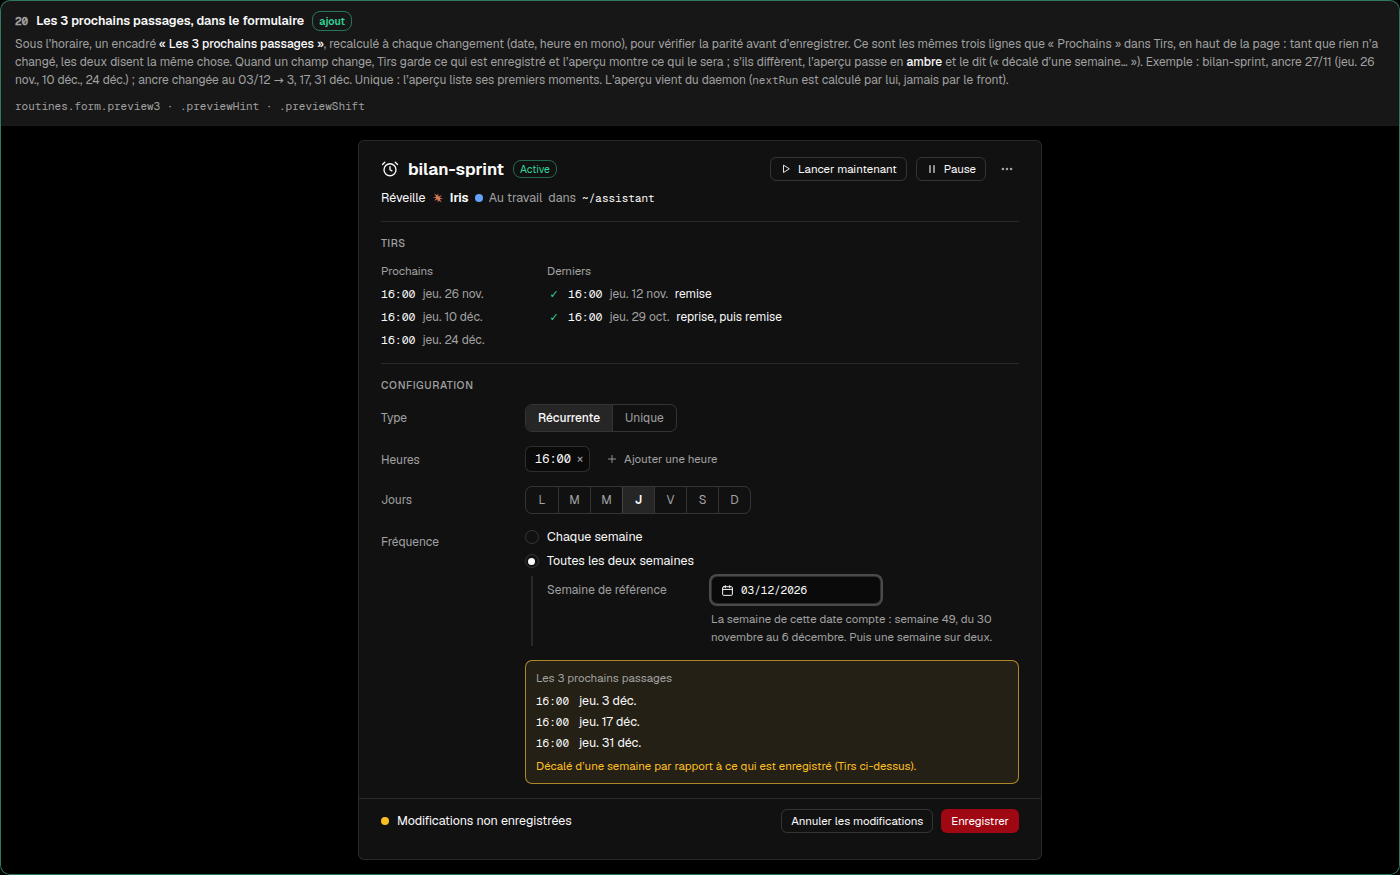 20 Les 3 prochains passages, dans le formulaire ajout
Sous l'horaire, un encadré « Les 3 prochains passages », recalculé à chaque changement (date, heure en mono), pour vérifier la parité avant d'enregistrer. Ce sont les mêmes trois lignes que « Prochains » dans Tirs, en haut de la page : tant que rien n'a
changé, les deux disent la même chose. Quand un champ change, Tirs garde ce qui est enregistré et l'aperçu montre ce qui le sera ; s'ils diffèrent, l'aperçu passe en ambre et le dit (« décalé d'une semaine… »). Exemple : bilan-sprint, ancre 27/11 (jeu. 26
nov., 10 déc., 24 déc.) ; ancre changée au 03/12 → 3, 17, 31 déc. Unique : l'aperçu liste ses premiers moments. L'aperçu vient du daemon (nextRun est calculé par lui, jamais par le front).
routines.form.preview3 · .previewHint · .previewShift
bilan-sprint Active
Lancer maintenant
Pause
···
Réveille Iris Au travail dans ~/assistant
TIRS
Prochains
16:00 jeu. 26 nov.
16:00 jeu. 10 déc.
16:00 jeu. 24 déc.
Derniers
✓ 16:00 jeu. 12 nov. remise
✓ 16:00 jeu. 29 oct. reprise, puis remise
CONFIGURATION
Type Récurrente Unique
Heures 16:00 × + Ajouter une heure
Jours L M M J V S D
Fréquence Chaque semaine
Toutes les deux semaines
Semaine de référence 03/12/2026
La semaine de cette date compte : semaine 49, du 30
novembre au 6 décembre. Puis une semaine sur deux.
Les 3 prochains passages
16:00 jeu. 3 déc.
16:00 jeu. 17 déc.
16:00 jeu. 31 déc.
Décalé d'une semaine par rapport à ce qui est enregistré (Tirs ci-dessus).
Modifications non enregistrées Annuler les modifications Enregistrer